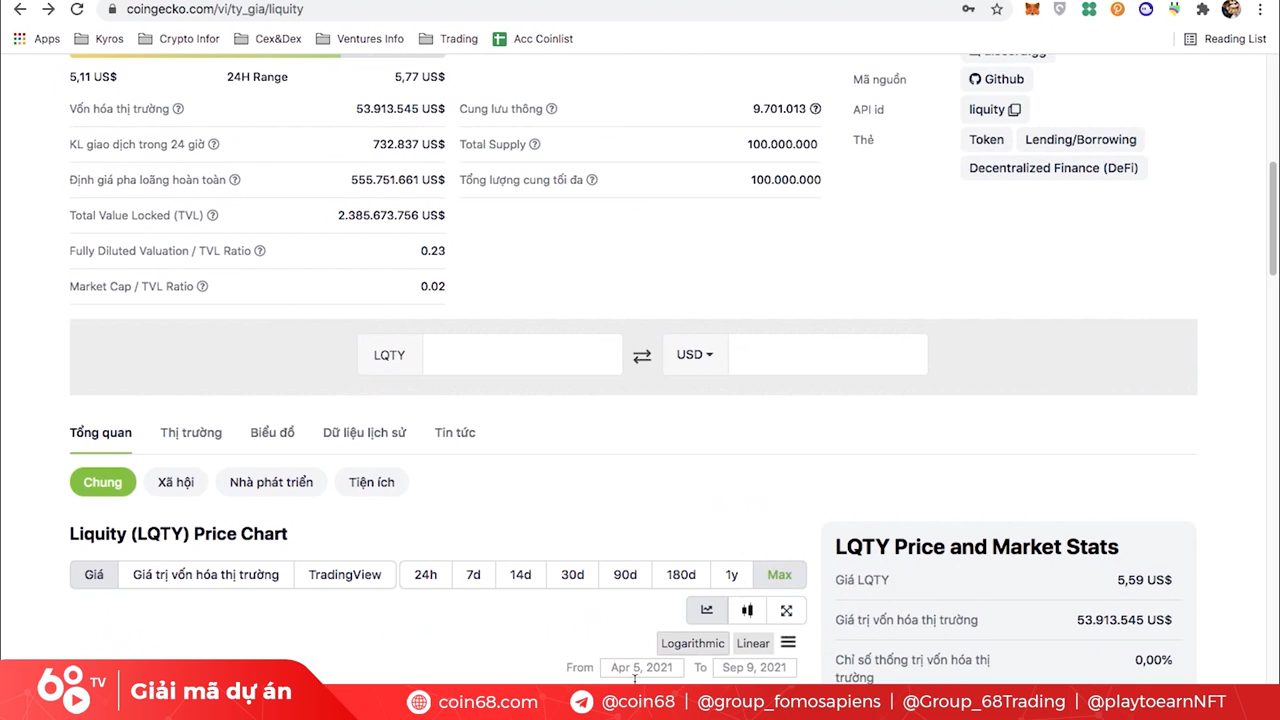 coingecko.com/vi/ty_gia/liquity
Apps Kyros Crypto Infor Cex&Dex Ventures Info Trading Acc Coinlist Reading List
5,11 US$ 24H Range 5,77 US$
Vốn hóa thị trường 53.913.545 US$
KL giao dịch trong 24 giờ 732.837 US$
Định giá pha loãng hoàn toàn 555.751.661 US$
Total Value Locked (TVL) 2.385.673.756 US$
Fully Diluted Valuation / TVL Ratio 0.23
Market Cap / TVL Ratio 0.02
Cung lưu thông 9.701.013
Total Supply 100.000.000
Tổng lượng cung tối đa 100.000.000
Mã nguồn Github
API id liquity
Thẻ Token Lending/Borrowing
Decentralized Finance (DeFi)
LQTY USD
Tổng quan Thị trường Biểu đồ Dữ liệu lịch sử Tin tức
Chung Xã hội Nhà phát triển Tiện ích
Liquity (LQTY) Price Chart
Giá Giá trị vốn hóa thị trường TradingView 24h 7d 14d 30d 90d 180d 1y Max
Logarithmic Linear
From Apr 5, 2021 To Sep 9, 2021
LQTY Price and Market Stats
Giá LQTY 5,59 US$
Giá trị vốn hóa thị trường 53.913.545 US$
Chỉ số thống trị vốn hóa thị 0,00%
trường
68 TV Giải mã dự án
coin68.com @coin68 | @group_fomosapiens | @Group_68Trading | @playtoearnNFT